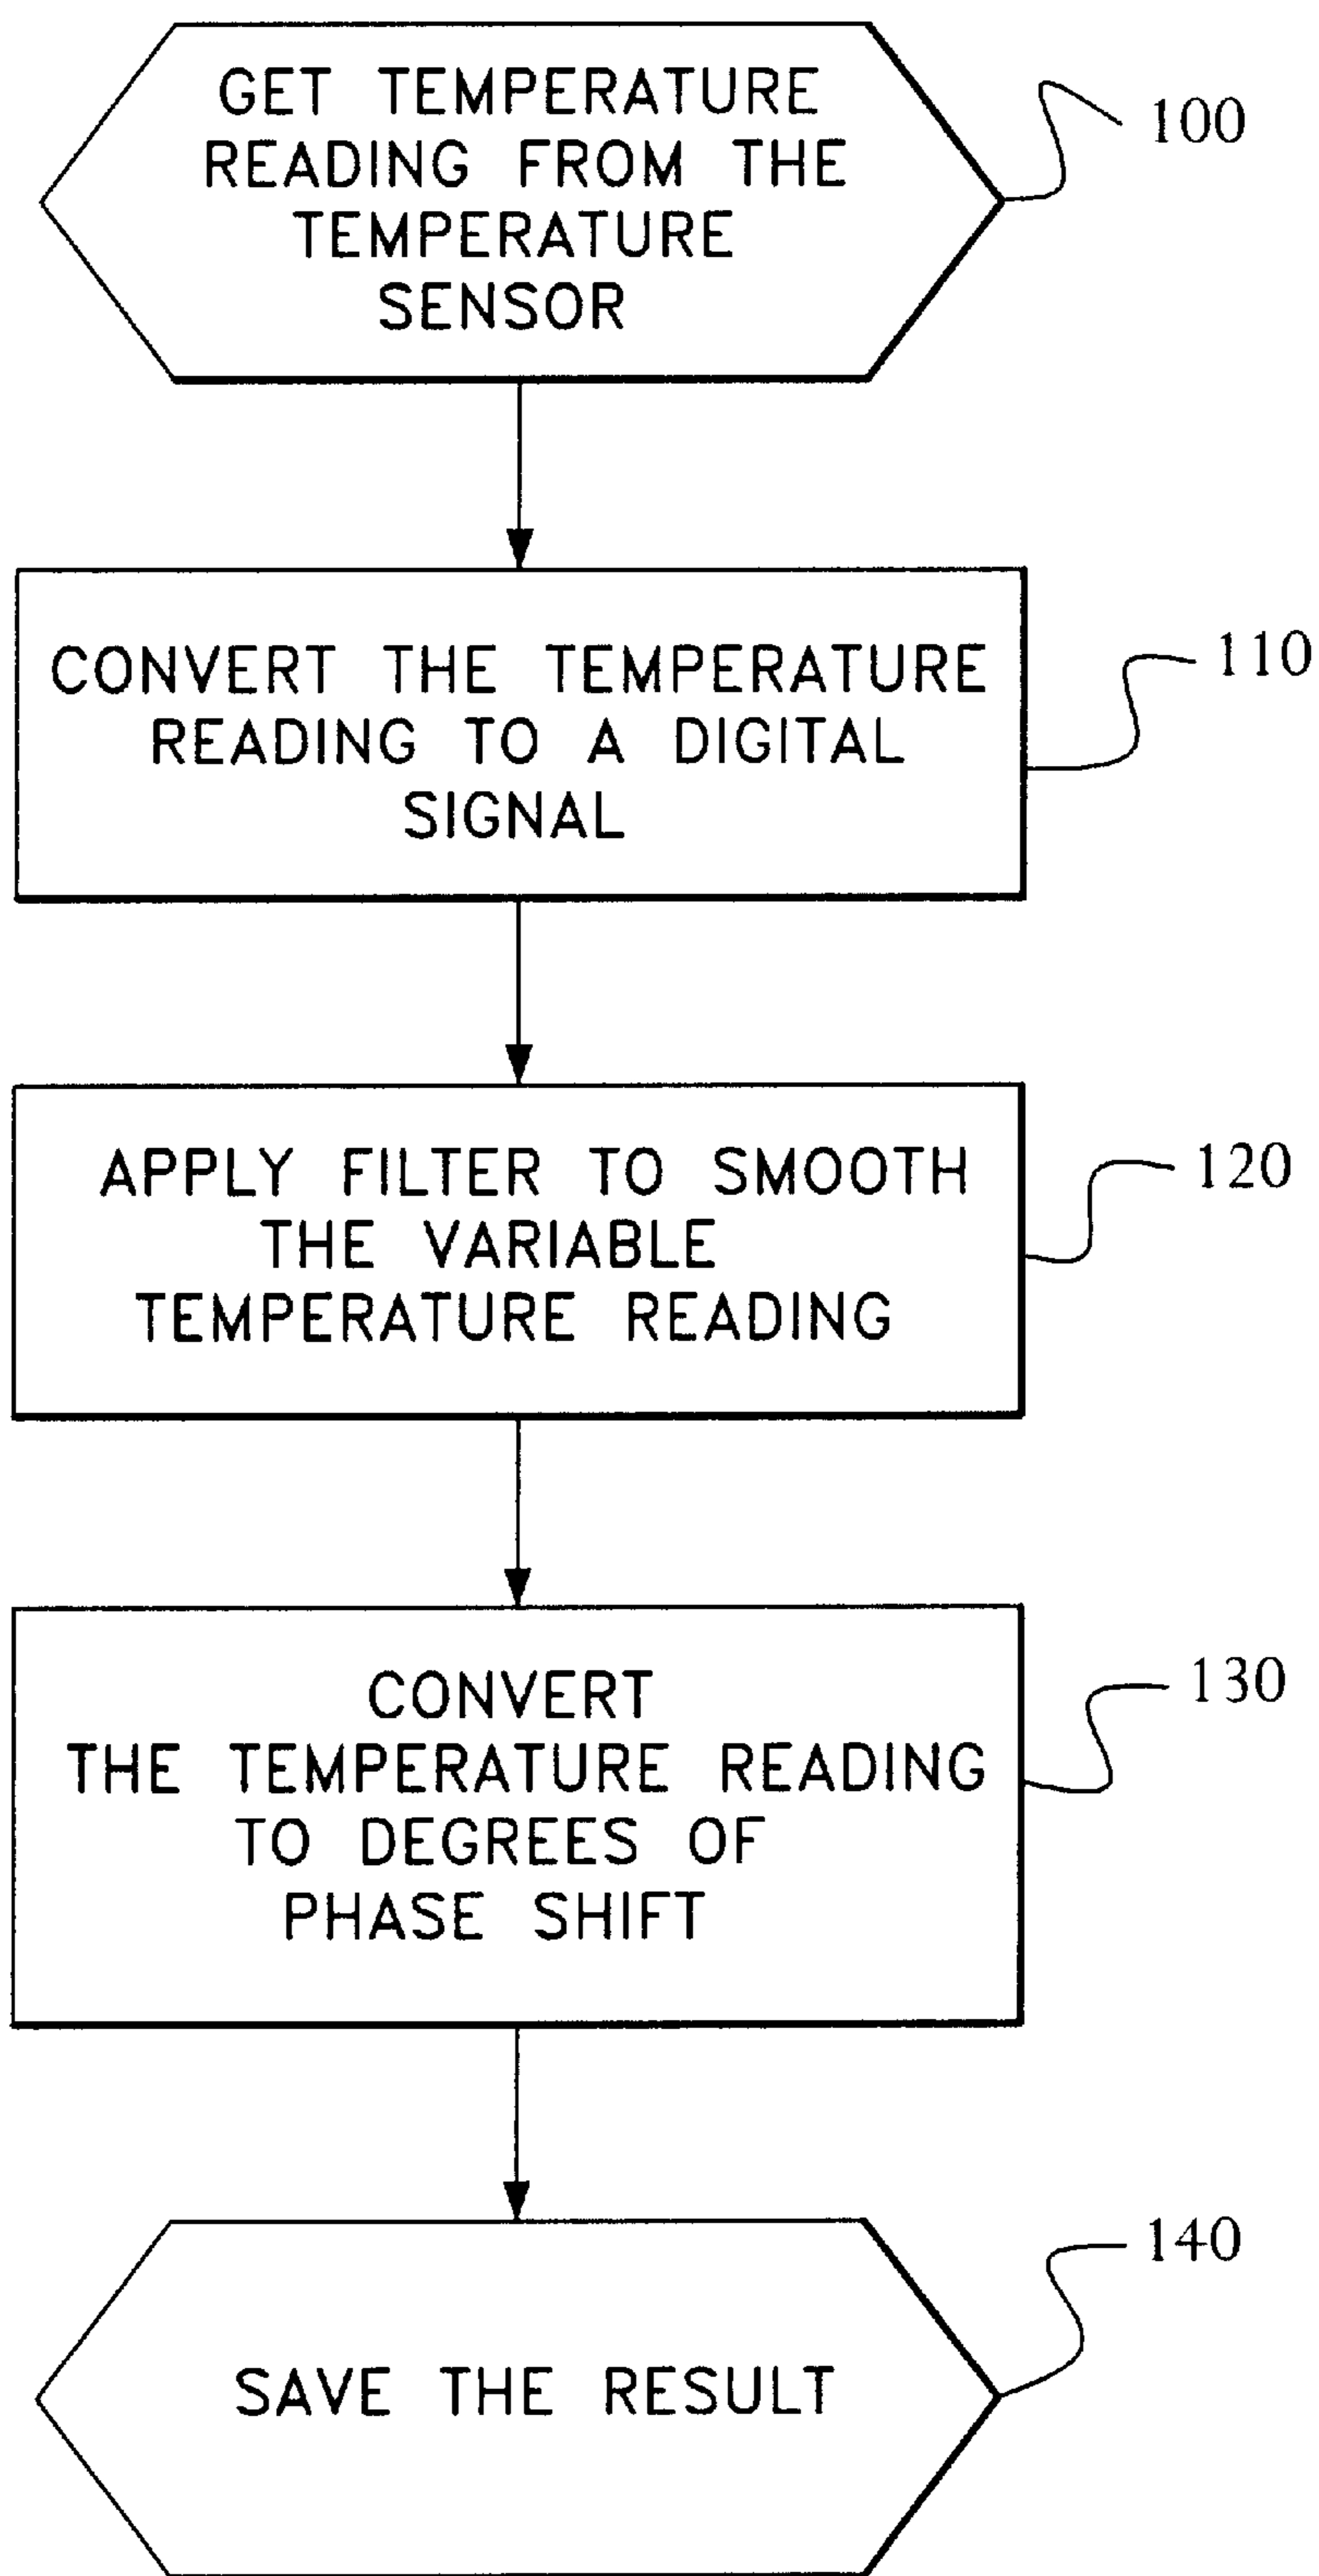 GET TEMPERATURE
READING FROM THE
TEMPERATURE
SENSOR
100
CONVERT THE TEMPERATURE
READING TO A DIGITAL
SIGNAL
110
APPLY FILTER TO SMOOTH
THE VARIABLE
TEMPERATURE READING
120
CONVERT
THE TEMPERATURE READING
TO DEGREES OF
PHASE SHIFT
130
SAVE THE RESULT
140